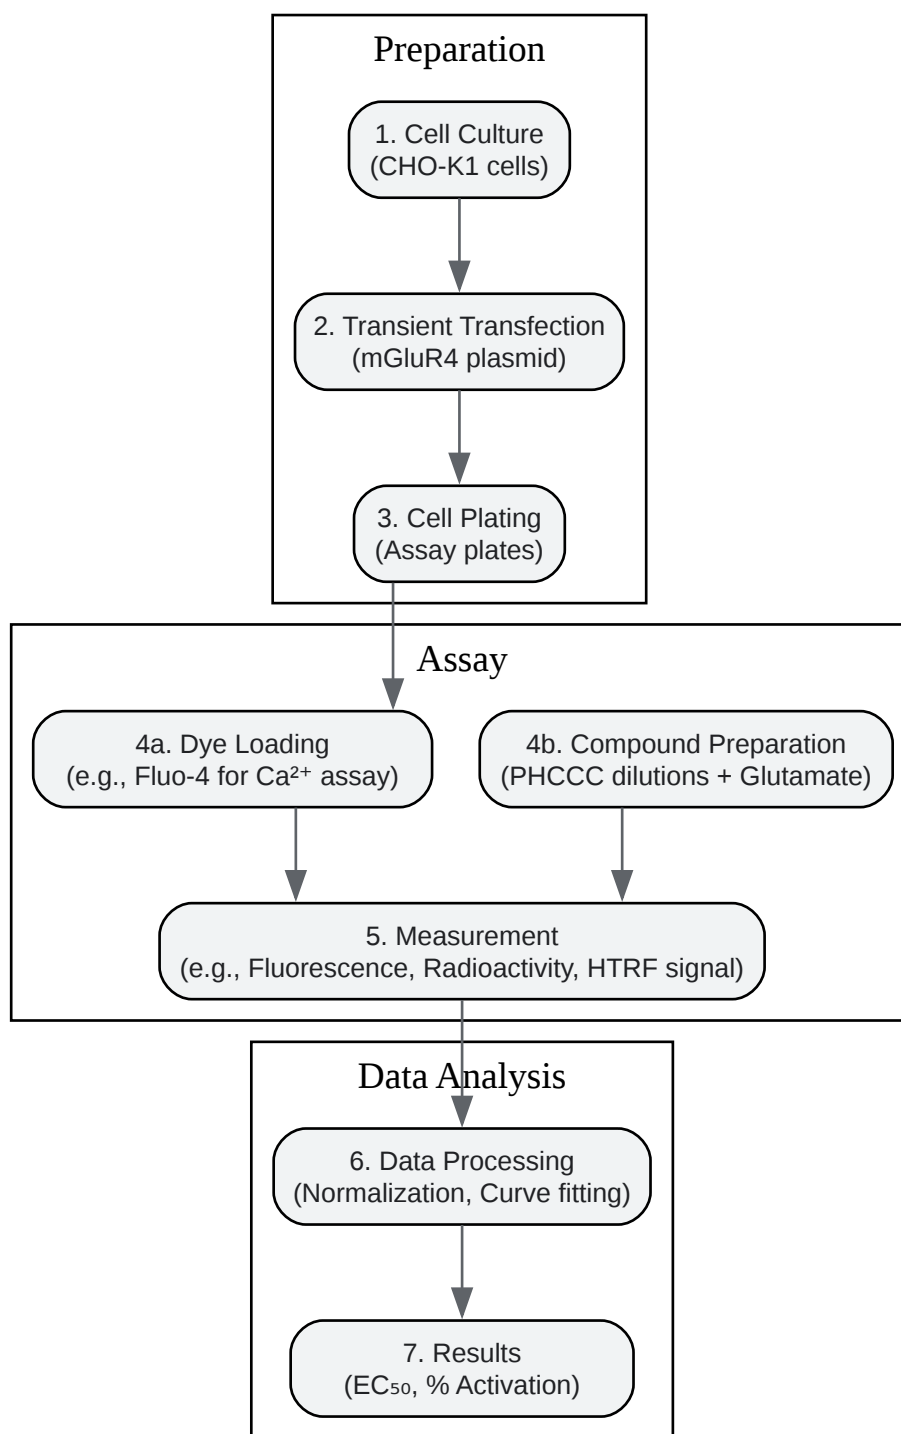 Preparation
1. Cell Culture
(CHO-K1 cells)
2. Transient Transfection
(mGluR4 plasmid)
3. Cell Plating
(Assay plates)
Assay
4a. Dye Loading
(e.g., Fluo-4 for Ca²⁺ assay)
4b. Compound Preparation
(PHCCC dilutions + Glutamate)
5. Measurement
(e.g., Fluorescence, Radioactivity, HTRF signal)
Data Analysis
6. Data Processing
(Normalization, Curve fitting)
7. Results
(EC₅₀, % Activation)